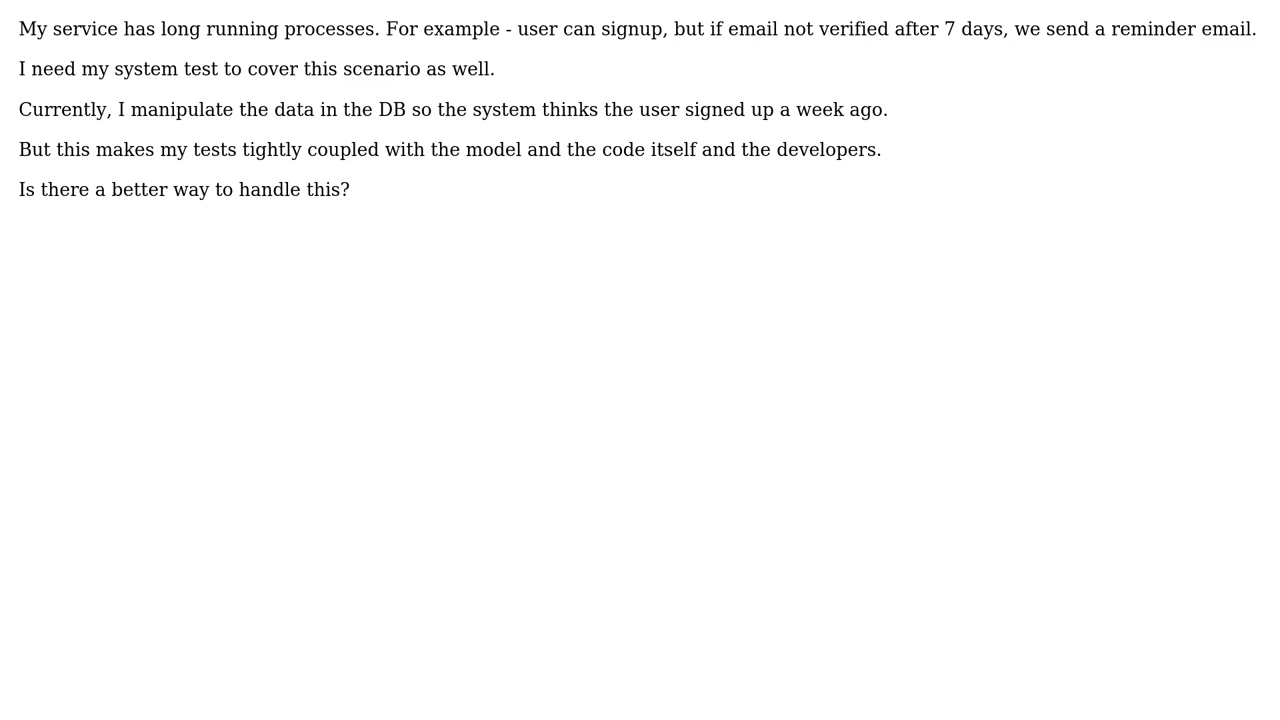 My service has long running processes. For example - user can signup, but if email not verified after 7 days, we send a reminder email.
I need my system test to cover this scenario as well.
Currently, I manipulate the data in the DB so the system thinks the user signed up a week ago.
But this makes my tests tightly coupled with the model and the code itself and the developers.
Is there a better way to handle this?